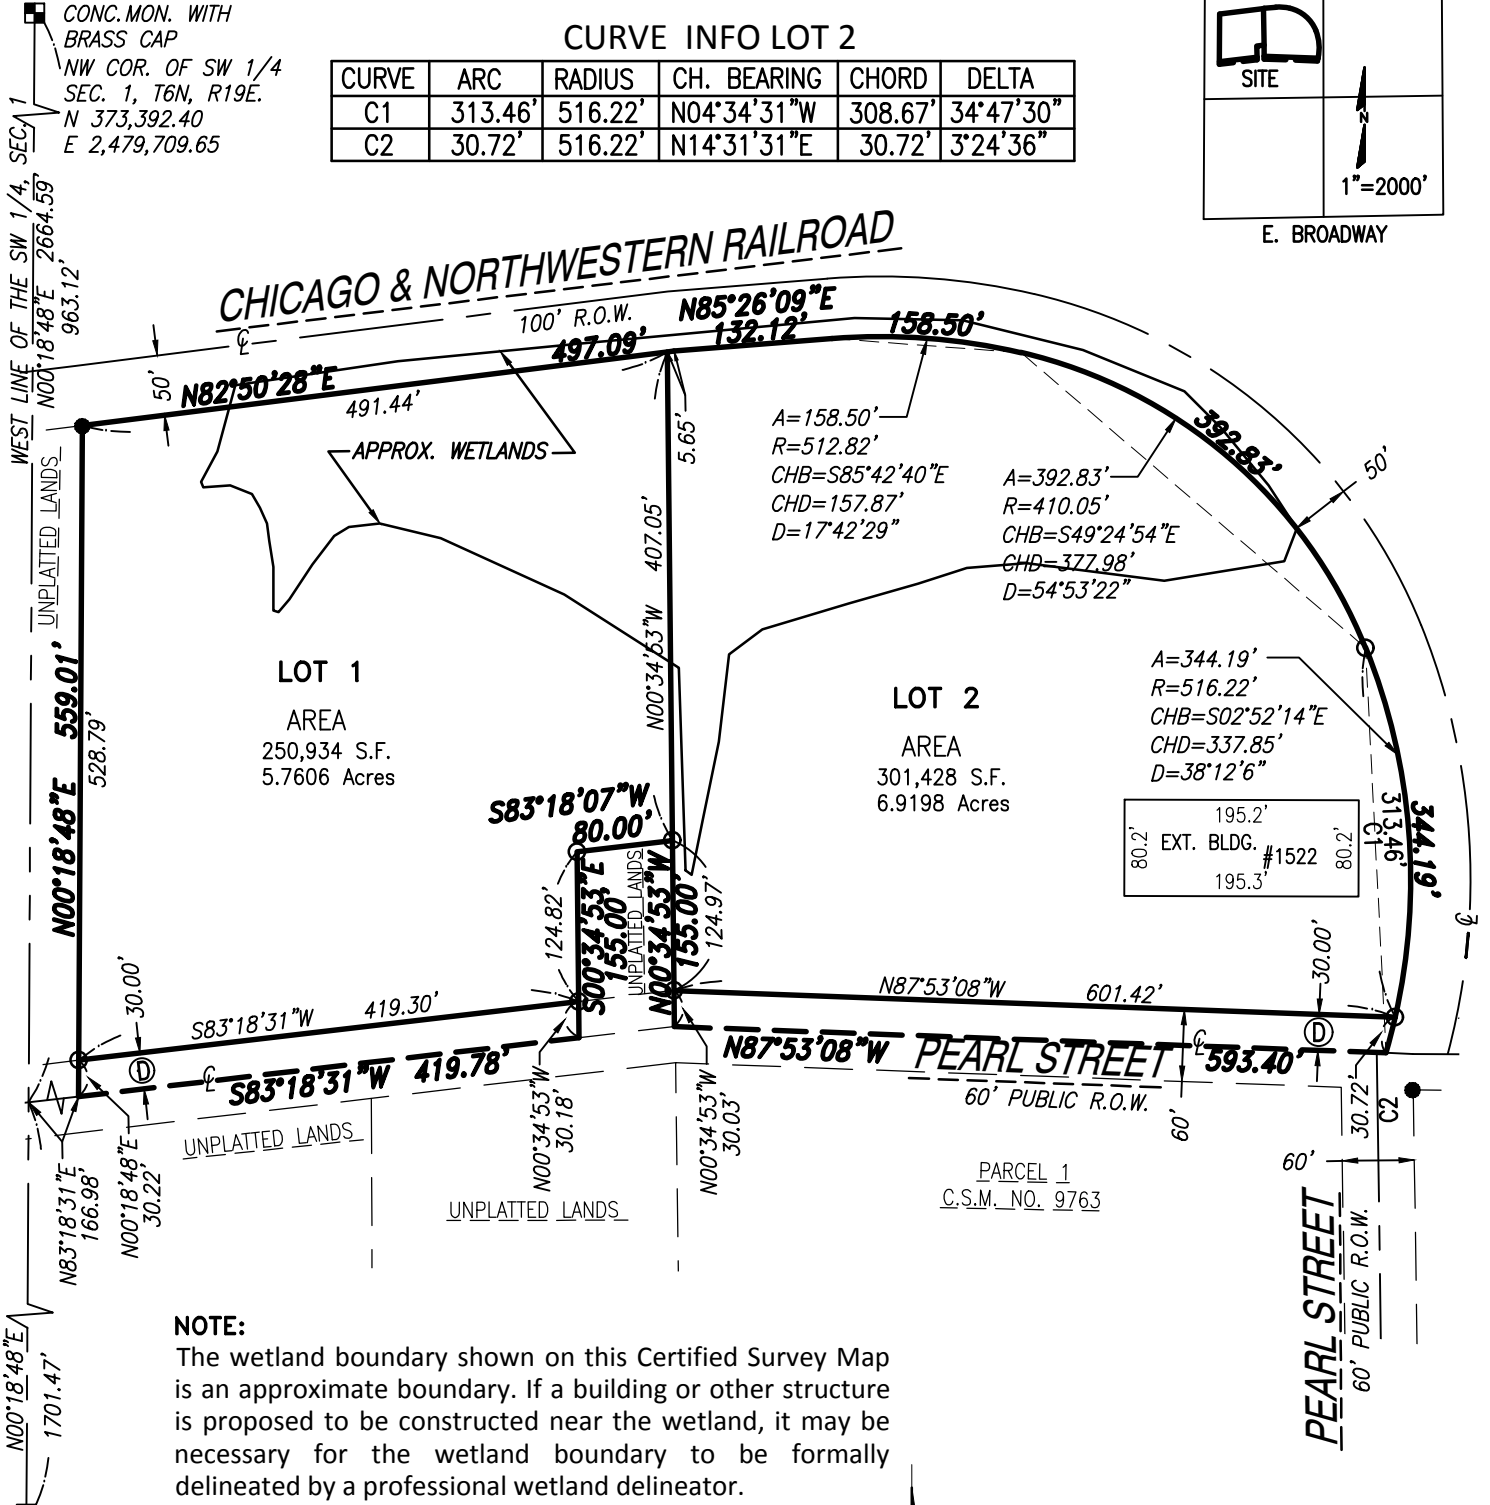 CONC. MON. WITH
BRASS CAP
NW COR. OF SW 1/4
SEC. 1, T6N, R19E.
N 373,392.40
E 2,479,709.65
CURVE INFO LOT 2
CURVE ARC RADIUS CH. BEARING CHORD DELTA
C1 313.46' 516.22' N04°34'31"W 308.67' 34°47'30"
C2 30.72' 516.22' N14°31'31"E 30.72' 3°24'36"
SITE
N
1"=2000'
E. BROADWAY
WEST LINE OF THE SW 1/4, SEC. 1
N00°18'48"E 2664.59'
963.12'
CHICAGO & NORTHWESTERN RAILROAD
100' R.O.W.
N85°26'09"E
132.12'
158.50'
497.09'
N82°50'28"E
491.44'
50'
APPROX. WETLANDS
5.65'
A=158.50'
R=512.82'
CHB=S85°42'40"E
CHD=157.87'
D=17°42'29"
392.83'
50'
A=392.83'
R=410.05'
CHB=S49°24'54"E
CHD=377.98'
D=54°53'22"
UNPLATTED LANDS
N00°18'48"E 559.01'
528.79'
N00°34'53"W 407.05'
LOT 1
AREA
250,934 S.F.
5.7606 Acres
LOT 2
AREA
301,428 S.F.
6.9198 Acres
A=344.19'
R=516.22'
CHB=S02°52'14"E
CHD=337.85'
D=38°12'6"
195.2'
80.2'
EXT. BLDG.
#1522
80.2'
195.3'
313.46'
C1
344.19'
S83°18'07"W
80.00'
124.82'
S00°34'53"E
155.00'
UNPLATTED LANDS
N00°34'53"W
155.00'
124.97'
30.00'
S83°18'31"W 419.30'
D
S83°18'31"W 419.78'
N87°53'08"W 601.42'
30.00'
D
N87°53'08"W PEARL STREET 593.40'
60' PUBLIC R.O.W.
60'
30.72'
C2
60'
UNPLATTED LANDS
N83°18'31"E
166.98'
N00°18'48"E
30.22'
N00°34'53"W
30.18'
N00°34'53"W
30.03'
UNPLATTED LANDS
PARCEL 1
C.S.M. NO. 9763
PEARL STREET
60' PUBLIC R.O.W.
N00°18'48"E
1701.47'
NOTE:
The wetland boundary shown on this Certified Survey Map
is an approximate boundary. If a building or other structure
is proposed to be constructed near the wetland, it may be
necessary for the wetland boundary to be formally
delineated by a professional wetland delineator.